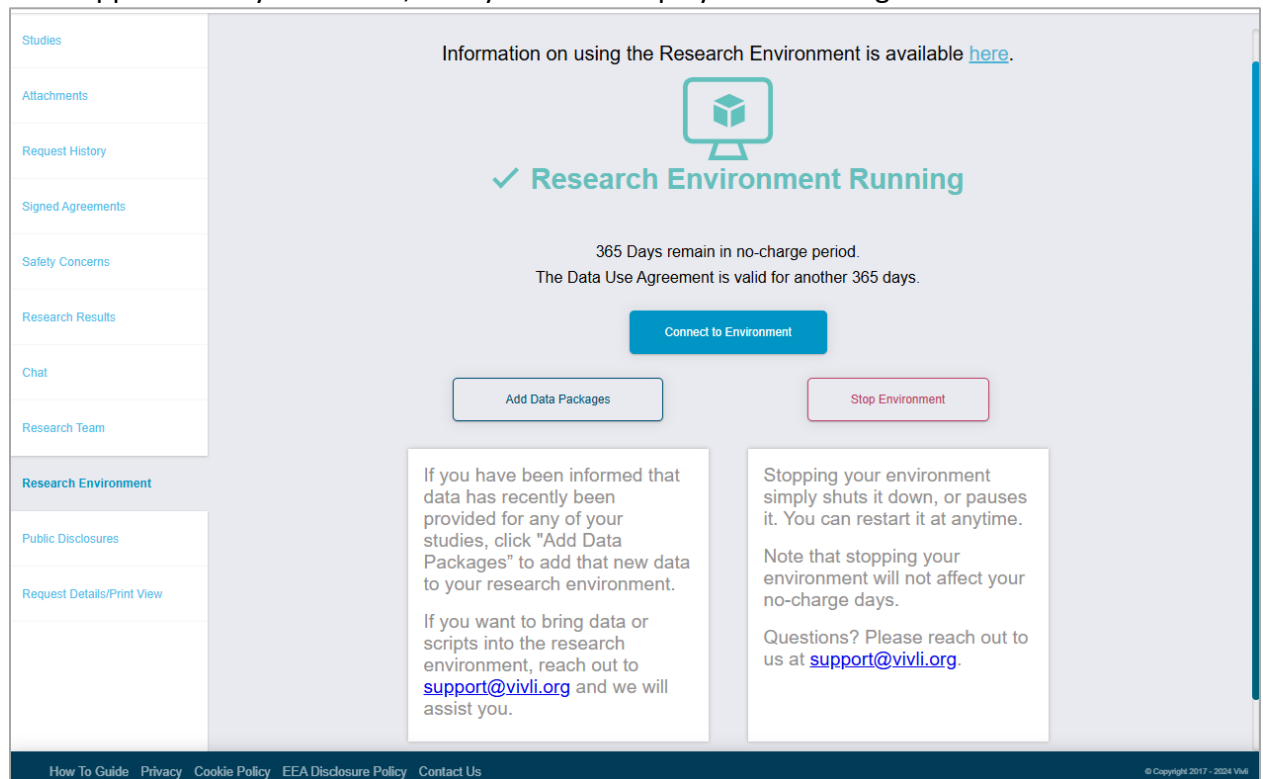 Studies
Attachments
Request History
Signed Agreements
Safety Concerns
Research Results
Chat
Research Team
Research Environment
Public Disclosures
Request Details/Print View
Information on using the Research Environment is available here.
✓ Research Environment Running
365 Days remain in no-charge period.
The Data Use Agreement is valid for another 365 days.
Connect to Environment
Add Data Packages
Stop Environment
If you have been informed that
data has recently been
provided for any of your
studies, click "Add Data
Packages” to add that new data
to your research environment.
If you want to bring data or
scripts into the research
environment, reach out to
support@vivli.org and we will
assist you.
Stopping your environment
simply shuts it down, or pauses
it. You can restart it at anytime.
Note that stopping your
environment will not affect your
no-charge days.
Questions? Please reach out to
us at support@vivli.org.
How To Guide Privacy Cookie Policy EEA Disclosure Policy Contact Us
© Copyright 2017 - 2024 Vivli